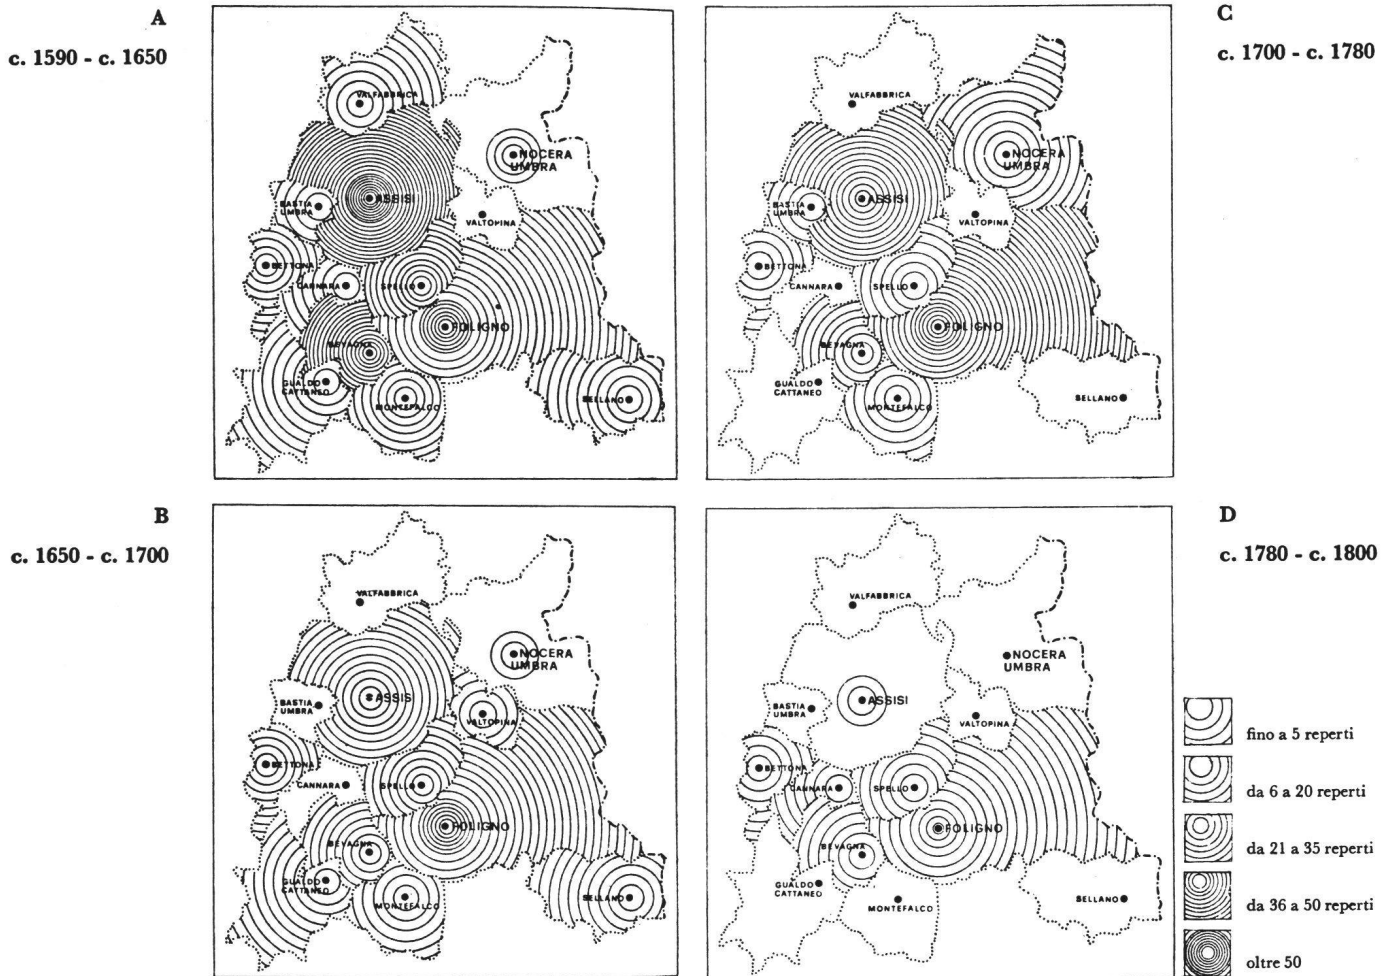 A
c. 1590 - c. 1650
VALFABBRICA
NOCERA
UMBRA
ASSISI
BASTIA
UMBRA
VALTOPINA
BETTONA
CANNARA
SPELLO
FOLIGNO
BEVAGNA
GUALDO
CATTANEO
MONTEFALCO
SELLANO
C
c. 1700 - c. 1780
VALFABBRICA
NOCERA
UMBRA
ASSISI
BASTIA
UMBRA
VALTOPINA
BETTONA
CANNARA
SPELLO
FOLIGNO
BEVAGNA
GUALDO
CATTANEO
MONTEFALCO
SELLANO
B
c. 1650 - c. 1700
VALFABBRICA
NOCERA
UMBRA
ASSISI
BASTIA
UMBRA
VALTOPINA
BETTONA
CANNARA
SPELLO
FOLIGNO
BEVAGNA
GUALDO
CATTANEO
MONTEFALCO
SELLANO
D
c. 1780 - c. 1800
VALFABBRICA
NOCERA
UMBRA
ASSISI
BASTIA
UMBRA
VALTOPINA
BETTONA
CANNARA
SPELLO
FOLIGNO
BEVAGNA
GUALDO
CATTANEO
MONTEFALCO
SELLANO
fino a 5 reperti
da 6 a 20 reperti
da 21 a 35 reperti
da 36 a 50 reperti
oltre 50